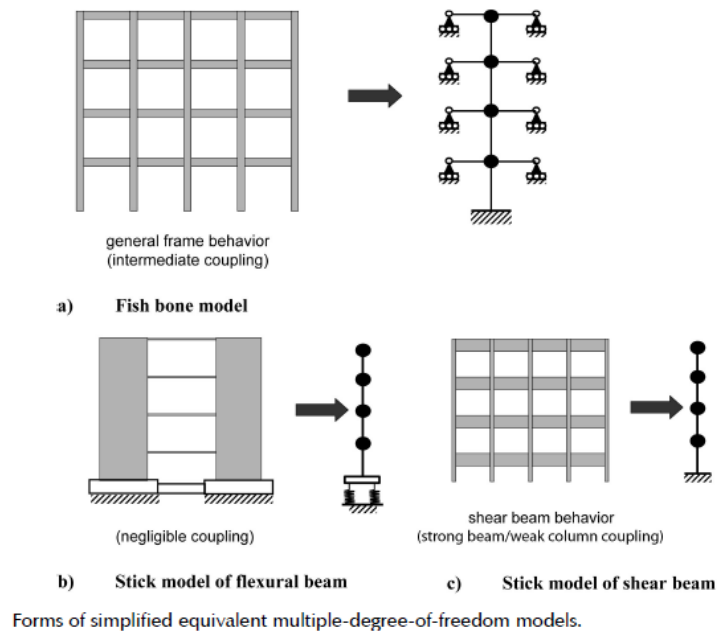 general frame behavior
(intermediate coupling)
a) Fish bone model
(negligible coupling)
shear beam behavior
(strong beam/weak column coupling)
b) Stick model of flexural beam
c) Stick model of shear beam
Forms of simplified equivalent multiple-degree-of-freedom models.